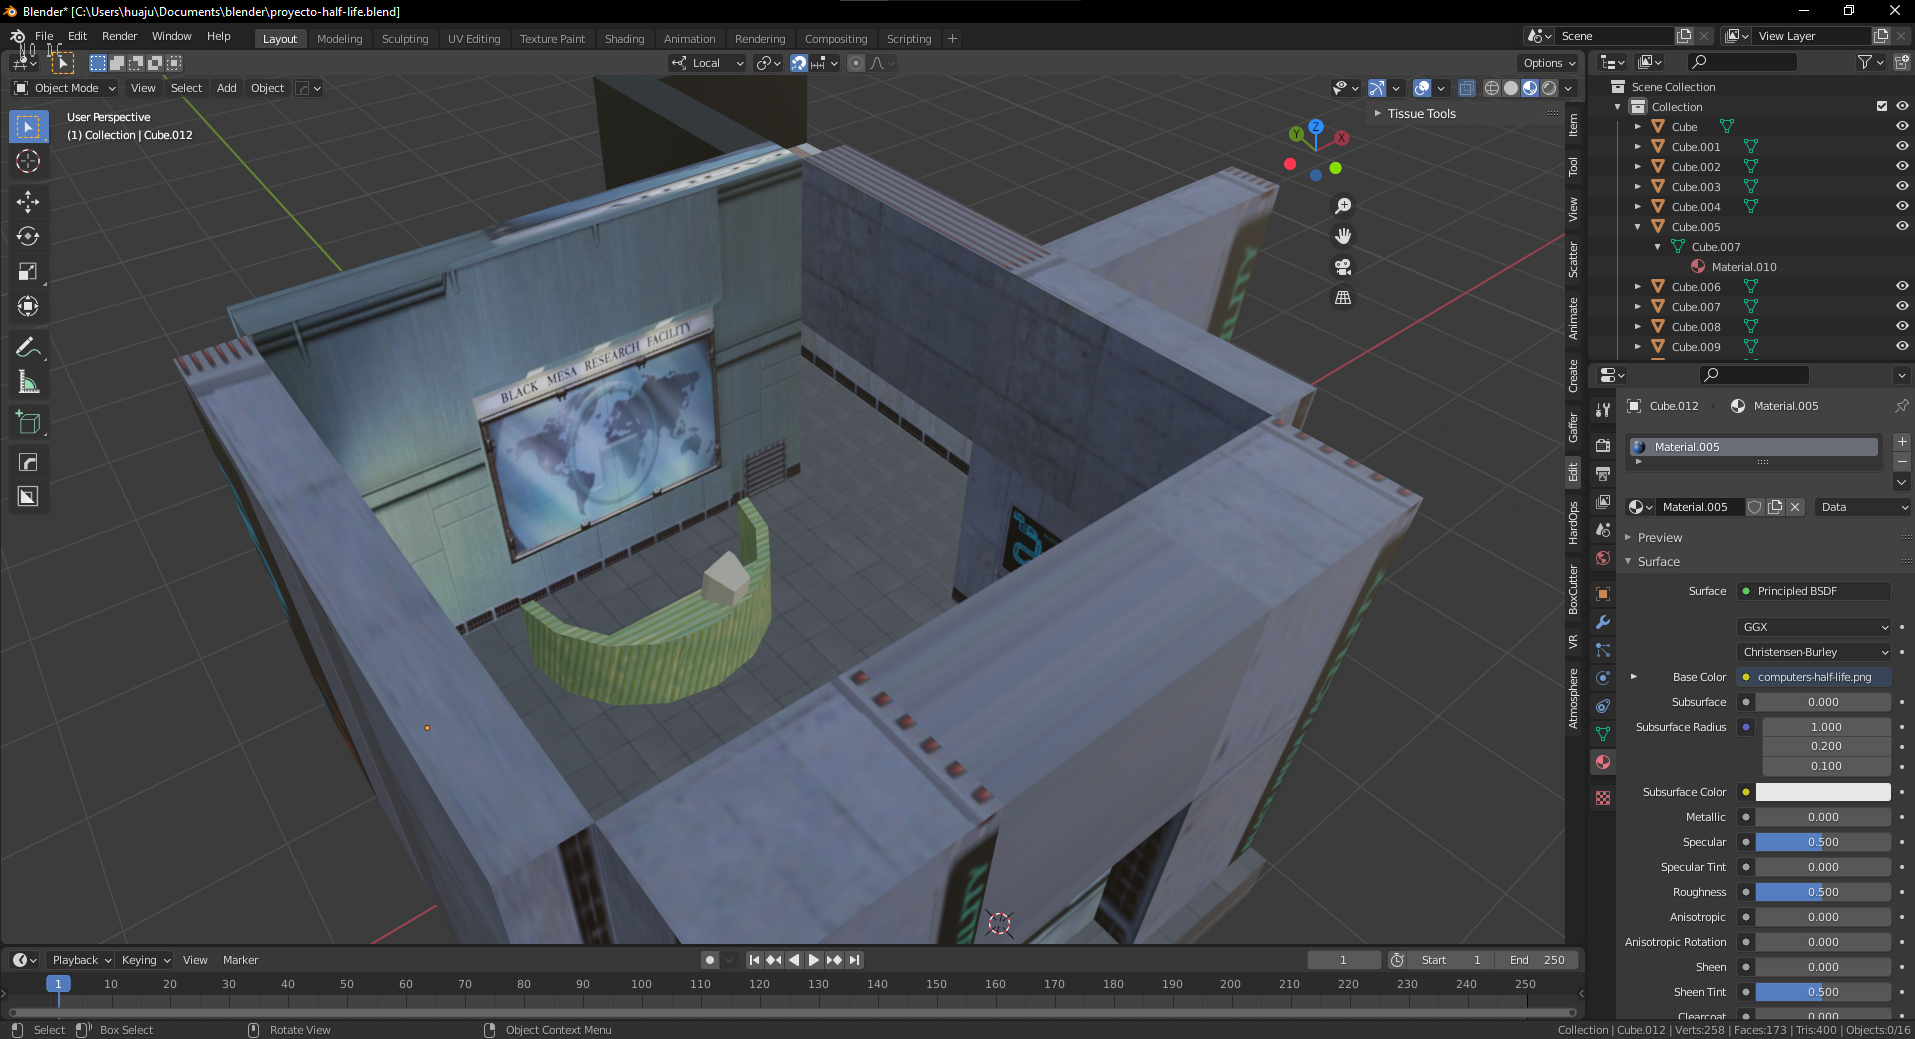 Blender* [C:\Users\huaju\Documents\blender\proyecto-half-life.blend]
File Edit Render Window Help Layout Modeling Sculpting UV Editing Texture Paint Shading Animation Rendering Compositing Scripting + Scene View Layer
Local Options
Object Mode View Select Add Object
User Perspective
(1) Collection | Cube.012
Tissue Tools
Z
Y
X
Item
Tool
View
Scatter
Animate
Create
Gaffer
Edit
HardOps
BoxCutter
VR
Atmosphere
BLACK MESA RESEARCH FACILITY
Scene Collection
Collection
Cube
Cube.001
Cube.002
Cube.003
Cube.004
Cube.005
Cube.007
Material.010
Cube.006
Cube.007
Cube.008
Cube.009
Cube.012 Material.005
Material.005
Material.005 Data
Preview
Surface
Surface Principled BSDF
GGX
Christensen-Burley
Base Color computers-half-life.png
Subsurface 0.000
Subsurface Radius 1.000
0.200
0.100
Subsurface Color
Metallic 0.000
Specular 0.500
Specular Tint 0.000
Roughness 0.500
Anisotropic 0.000
Anisotropic Rotation 0.000
Sheen 0.000
Sheen Tint 0.500
Clearcoat 0.000
Playback Keying View Marker 1 Start 1 End 250
1 10 20 30 40 50 60 70 80 90 100 110 120 130 140 150 160 170 180 190 200 210 220 230 240 250
Select Box Select Rotate View Object Context Menu Collection | Cube.012 | Verts:258 | Faces:173 | Tris:400 | Objects:0/16